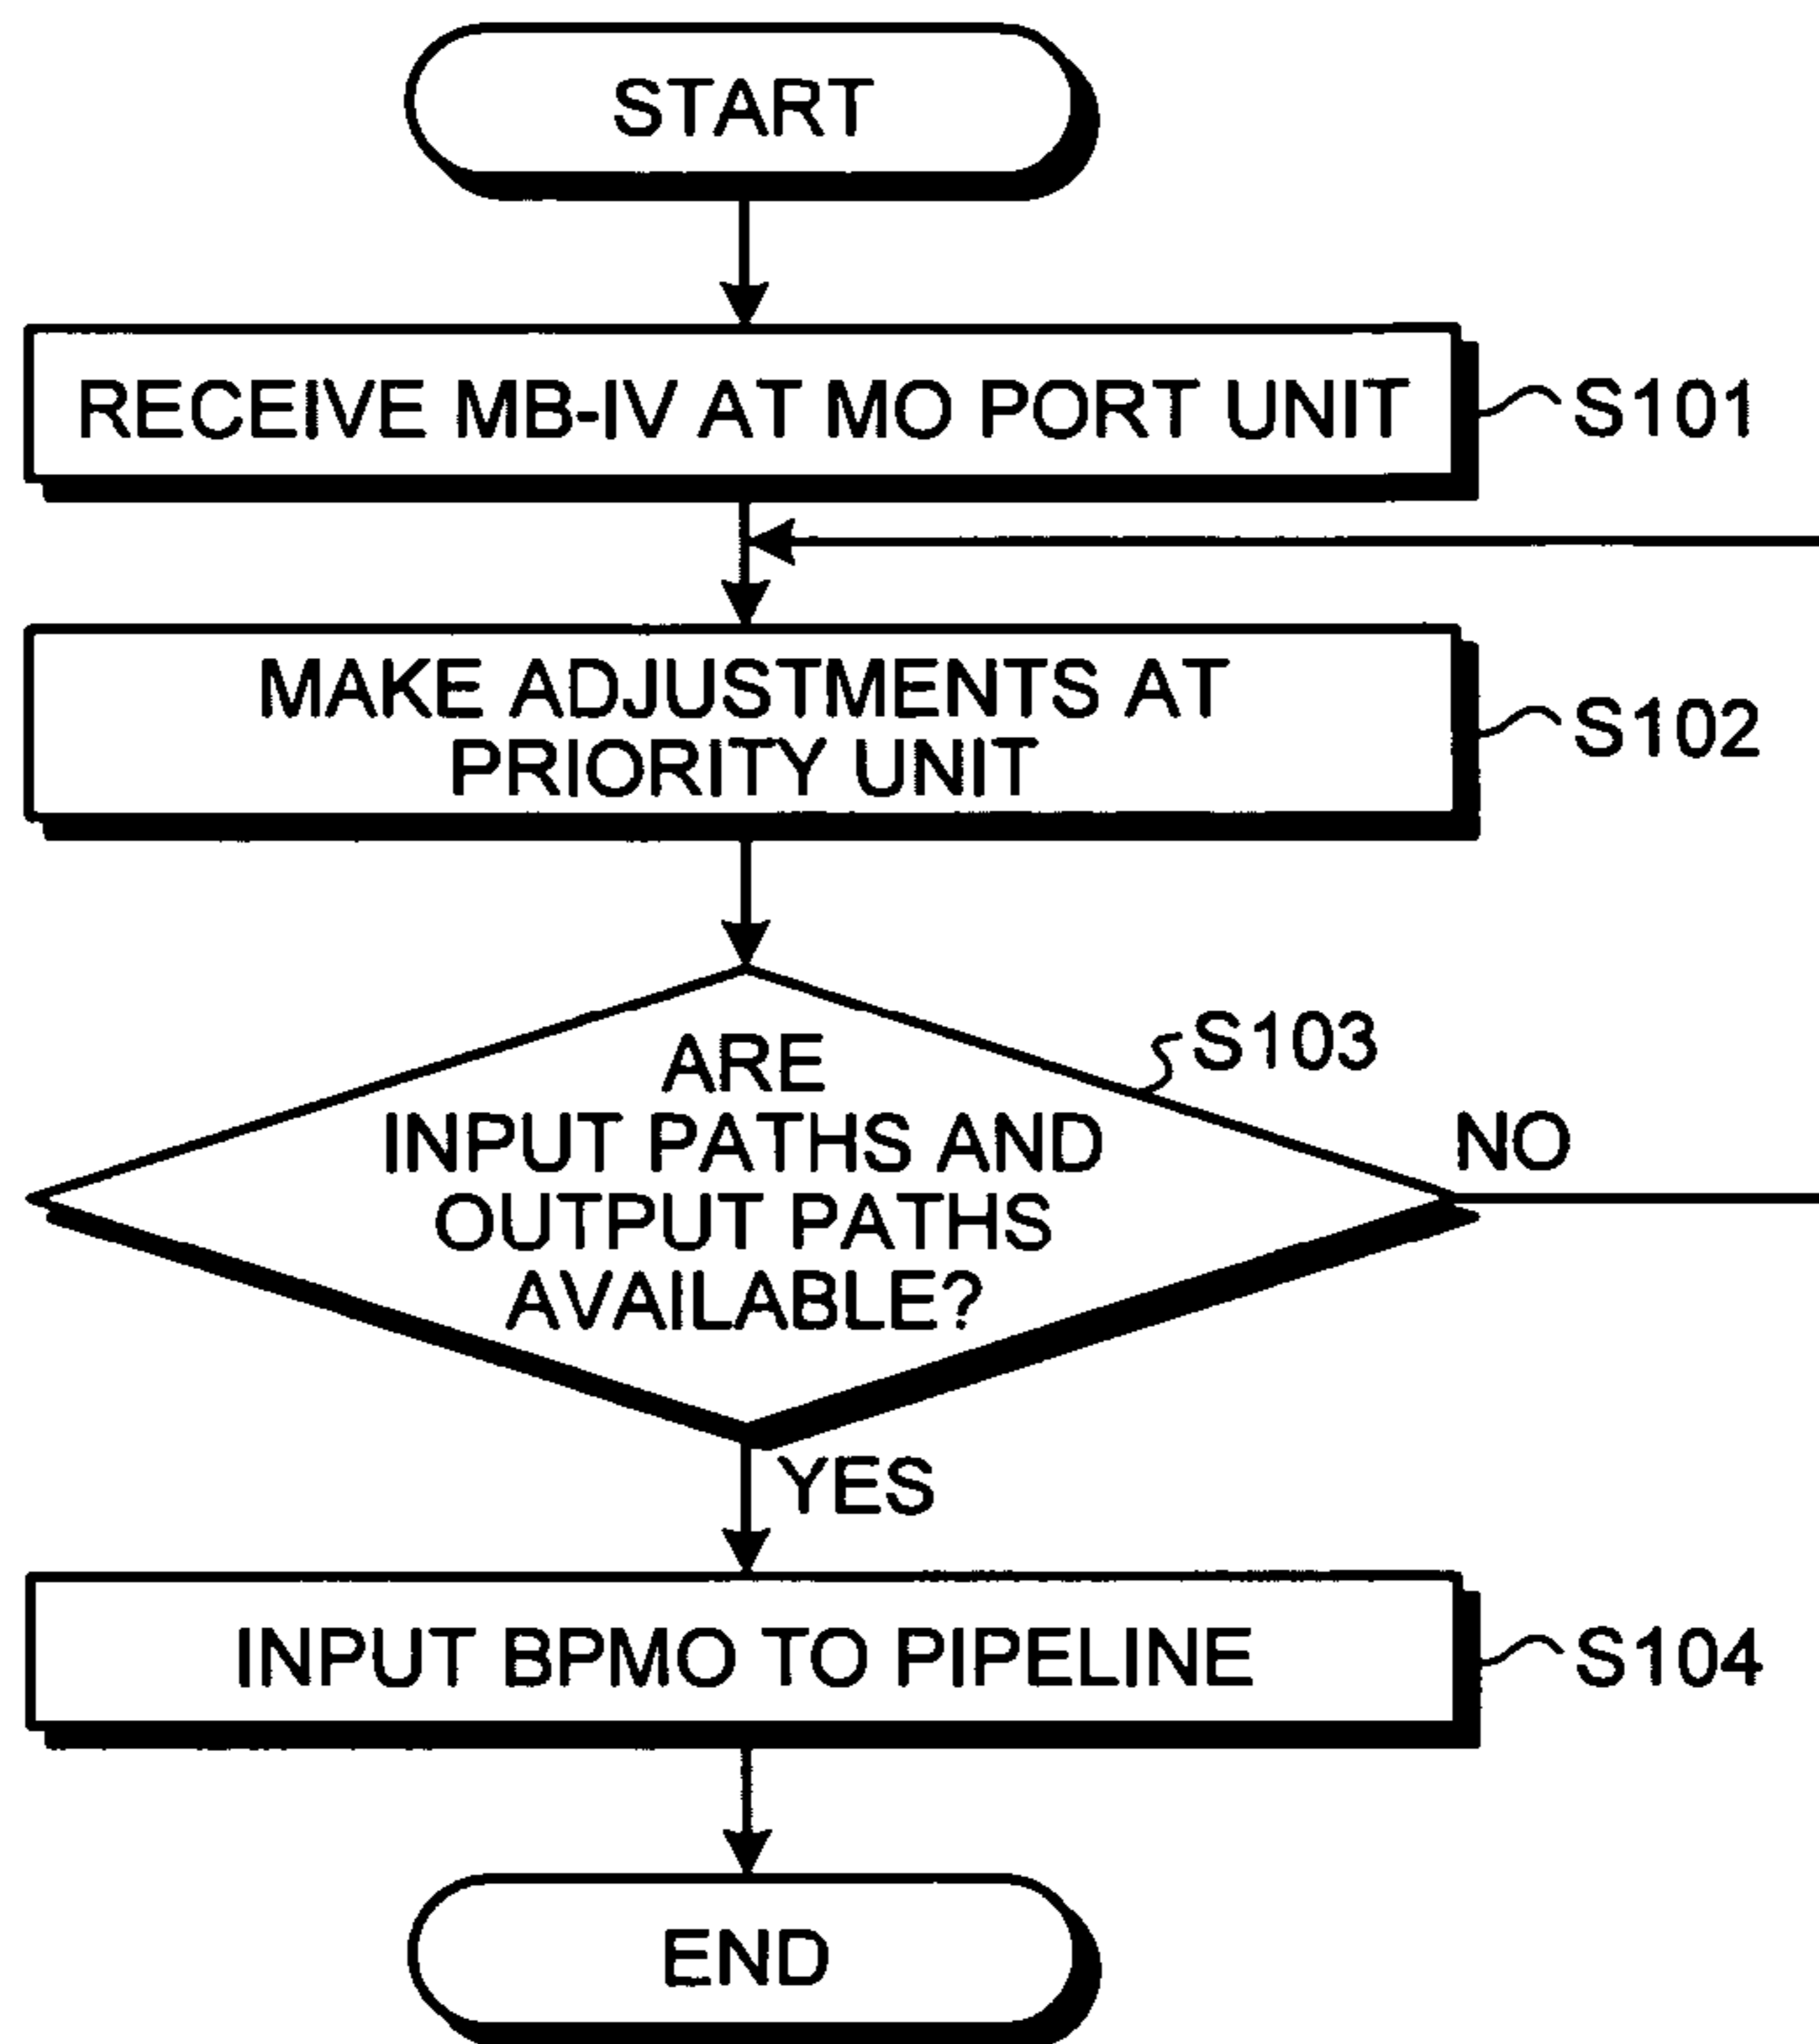 START
RECEIVE MB-IV AT MO PORT UNIT
S101
MAKE ADJUSTMENTS AT
PRIORITY UNIT
S102
S103
ARE
INPUT PATHS AND
OUTPUT PATHS
AVAILABLE?
NO
YES
INPUT BPMO TO PIPELINE
S104
END